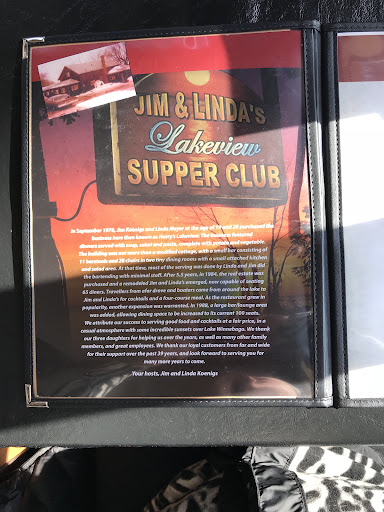 JIM & LINDA'S
Lakeview
SUPPER CLUB
In September 1978, Jim Koenigs and Linda Meyer at the age of 19 and 20 purchased the
business here then known as Harry's Lakeview. The business featured
dinners served with soup, salad and pasta, complete with potato and vegetable.
The building was not more than a modified cottage, with a small bar consisting of
11 barstools and 20 chairs in two tiny dining rooms with a small attached kitchen
and salad area. At that time, most of the serving was done by Linda and Jim did
the bartending with minimal staff. After 5.5 years, in 1984, the real estate was
purchased and a remodeled Jim and Linda's emerged, now capable of seating
65 diners. Travellers from afar drove and boaters came from around the lake to
Jim and Linda's for cocktails and a four-course meal. As the restaurant grew in
popularity, another expansion was warranted. In 1988, a large bar/lounge area
was added, allowing dining space to be increased to its current 100 seats.
We attribute our success to serving good food and cocktails at a fair price, in a
casual atmosphere with some incredible sunsets over Lake Winnebago. We thank
our three daughters for helping us over the years, as well as many other family
members, and great employees. We thank our loyal customers from far and wide
for their support over the past 39 years, and look forward to serving you for
many more years to come.
Your hosts, Jim and Linda Koenigs